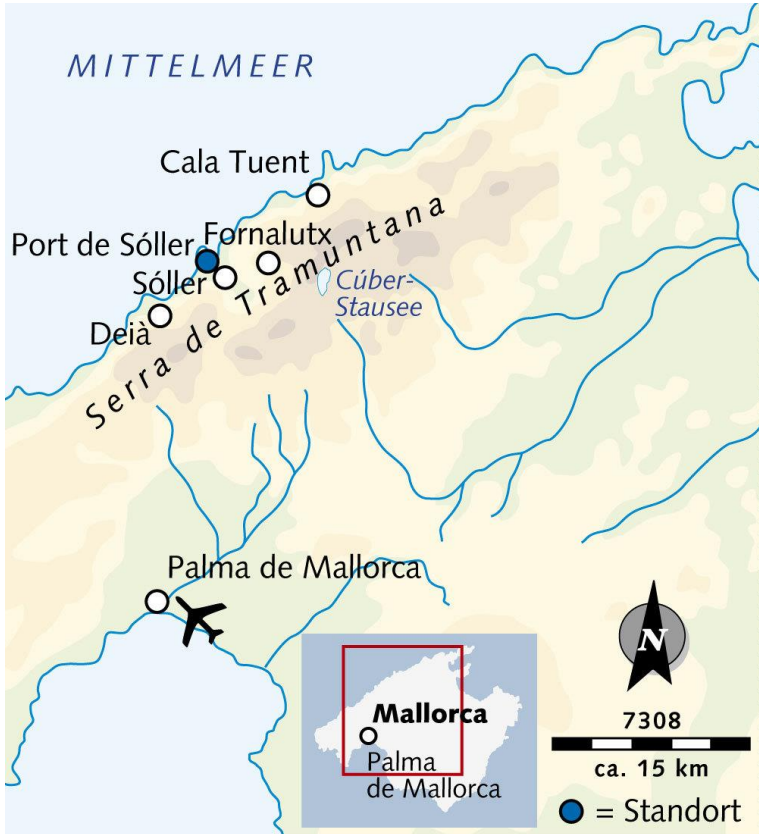 MITTELMEER
Cala Tuent
Fornalutx
Port de Sóller
Sóller
Deià
Serra de Tramuntana
Cúber-
Stausee
Palma de Mallorca
N
7308
ca. 15 km
= Standort
Mallorca
Palma
de Mallorca